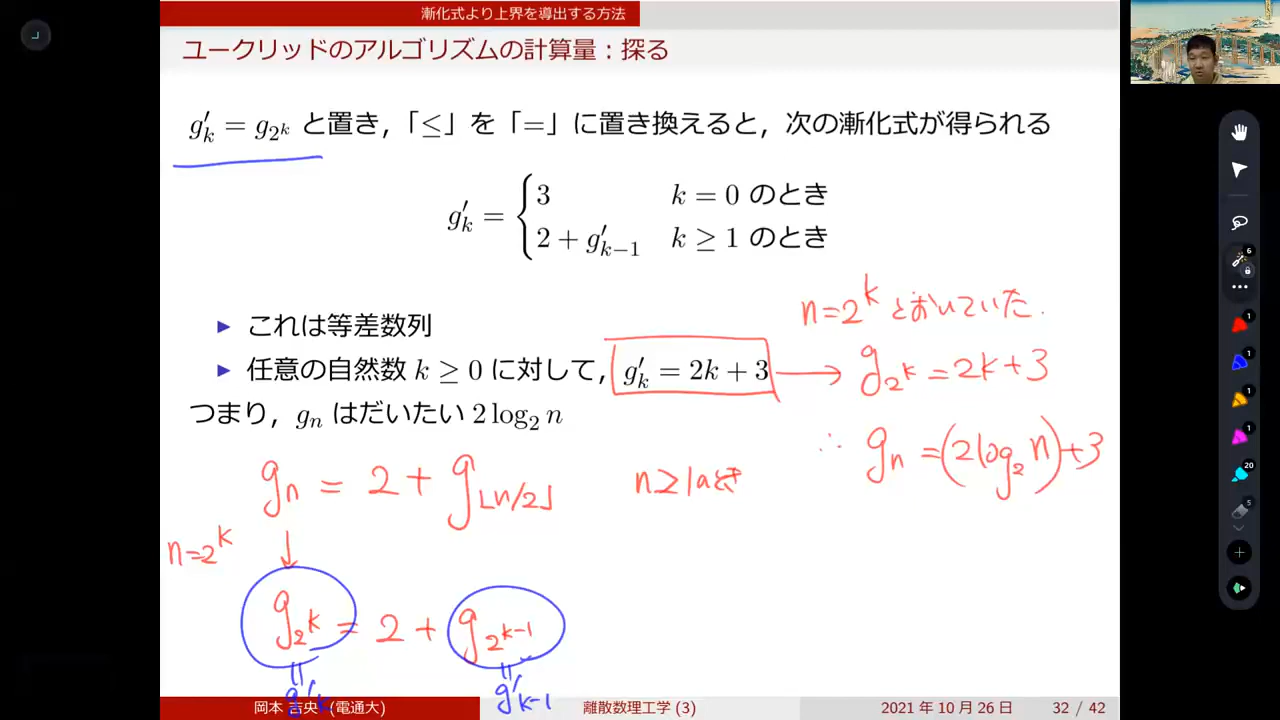 漸化式より上界を導出する方法
ユークリッドのアルゴリズムの計算量：探る
g′_k = g_{2^k} と置き，「≤」を「=」に置き換えると，次の漸化式が得られる
g′_k = { 3 k = 0 のとき
2 + g′_{k−1} k ≥ 1 のとき
n=2^k とおいていた.
▶ これは等差数列
▶ 任意の自然数 k ≥ 0 に対して，g′_k = 2k + 3 → g_{2^k} = 2k+3
つまり，g_n はだいたい 2 log_2 n
∴ g_n = (2log_2 n)+3
g_n = 2 + g_{⌊n/2⌋} n≥1のとき
n=2^k ↓
g_{2^k} = 2 + g_{2^{k-1}}
g′_k g′_{k-1}
岡本 吉央 (電通大) 離散数理工学 (3) 2021 年 10 月 26 日 32 / 42
6
1
1
1
1
20
5